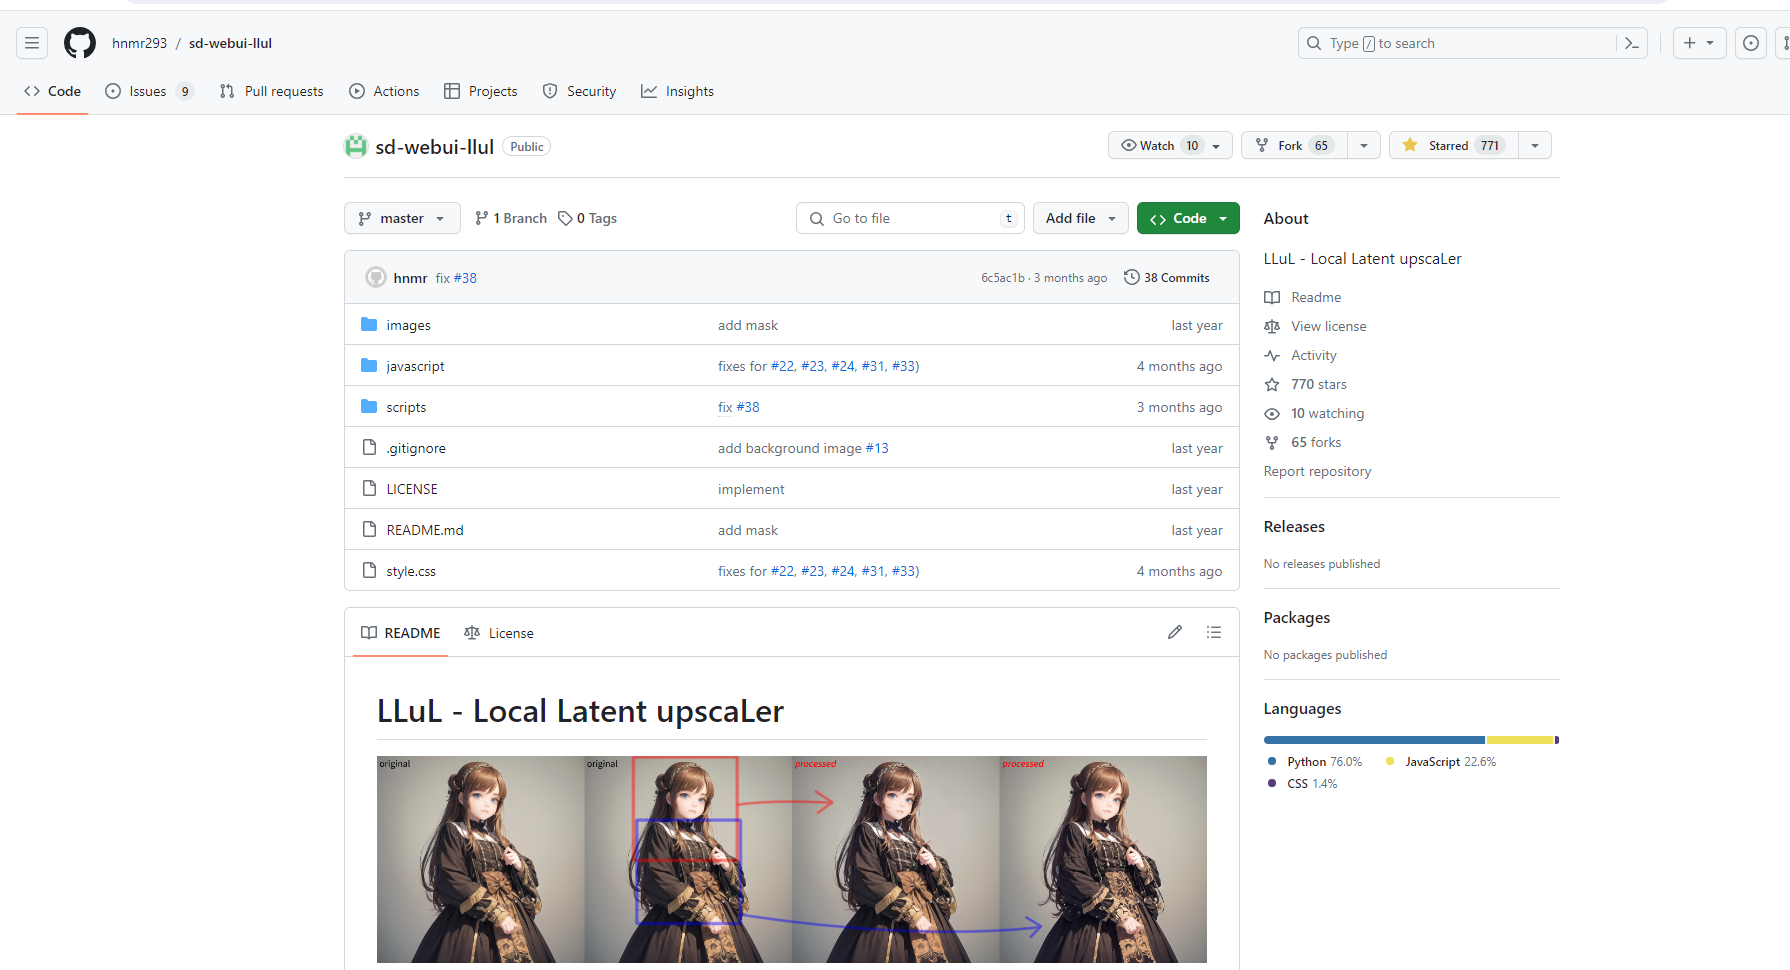 hnmr293 / sd-webui-llul
Type / to search
Code Issues 9 Pull requests Actions Projects Security Insights
sd-webui-llul Public
Watch 10 Fork 65 Starred 771
master 1 Branch 0 Tags Go to file t Add file Code
hnmr fix #38 6c5ac1b · 3 months ago 38 Commits
images add mask last year
javascript fixes for #22, #23, #24, #31, #33) 4 months ago
scripts fix #38 3 months ago
.gitignore add background image #13 last year
LICENSE implement last year
README.md add mask last year
style.css fixes for #22, #23, #24, #31, #33) 4 months ago
README License
LLuL - Local Latent upscaLer
original original processed processed
About
LLuL - Local Latent upscaLer
Readme
View license
Activity
770 stars
10 watching
65 forks
Report repository
Releases
No releases published
Packages
No packages published
Languages
Python 76.0% JavaScript 22.6%
CSS 1.4%